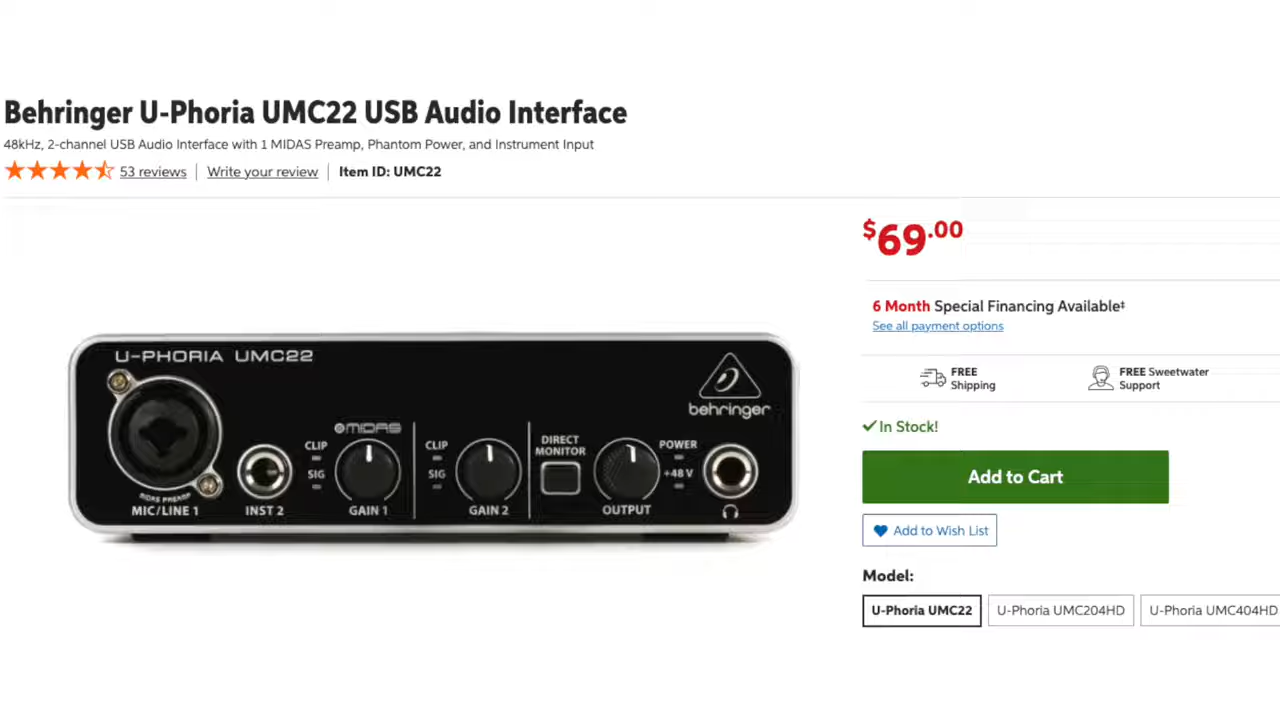 Behringer U-Phoria UMC22 USB Audio Interface
48kHz, 2-channel USB Audio Interface with 1 MIDAS Preamp, Phantom Power, and Instrument Input
53 reviews | Write your review | Item ID: UMC22
$69.00
6 Month Special Financing Available‡
See all payment options
FREE Shipping
FREE Sweetwater Support
In Stock!
Add to Cart
Add to Wish List
Model:
U-Phoria UMC22 U-Phoria UMC204HD U-Phoria UMC404HD
U-PHORIA UMC22
behringer
MIDAS
CLIP
SIG
CLIP
SIG
DIRECT
MONITOR
POWER
+48 V
MIDAS PREAMP
MIC/LINE 1
INST 2
GAIN 1
GAIN 2
OUTPUT